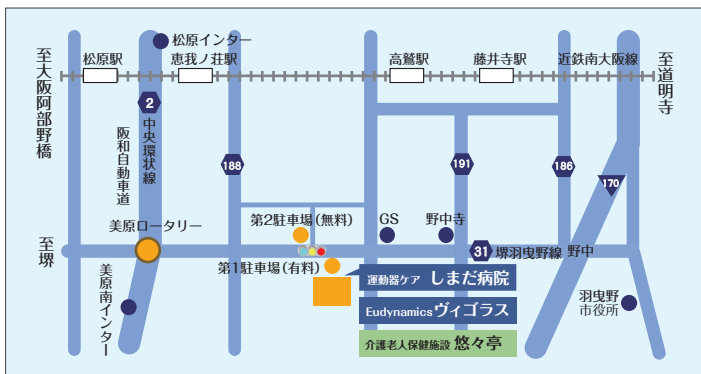 松原インター
松原駅
恵我ノ荘駅
高鷲駅
藤井寺駅
近鉄南大阪線
至大阪阿部野橋
至道明寺
2
中央環状線
阪和自動車道
188
191
186
170
美原ロータリー
第2駐車場(無料)
GS
野中寺
至堺
31
堺羽曳野線
野中
第1駐車場(有料)
運動器ケア しまだ病院
Eudynamics ヴィゴラス
介護老人保健施設 悠々亭
美原南インター
羽曳野
市役所